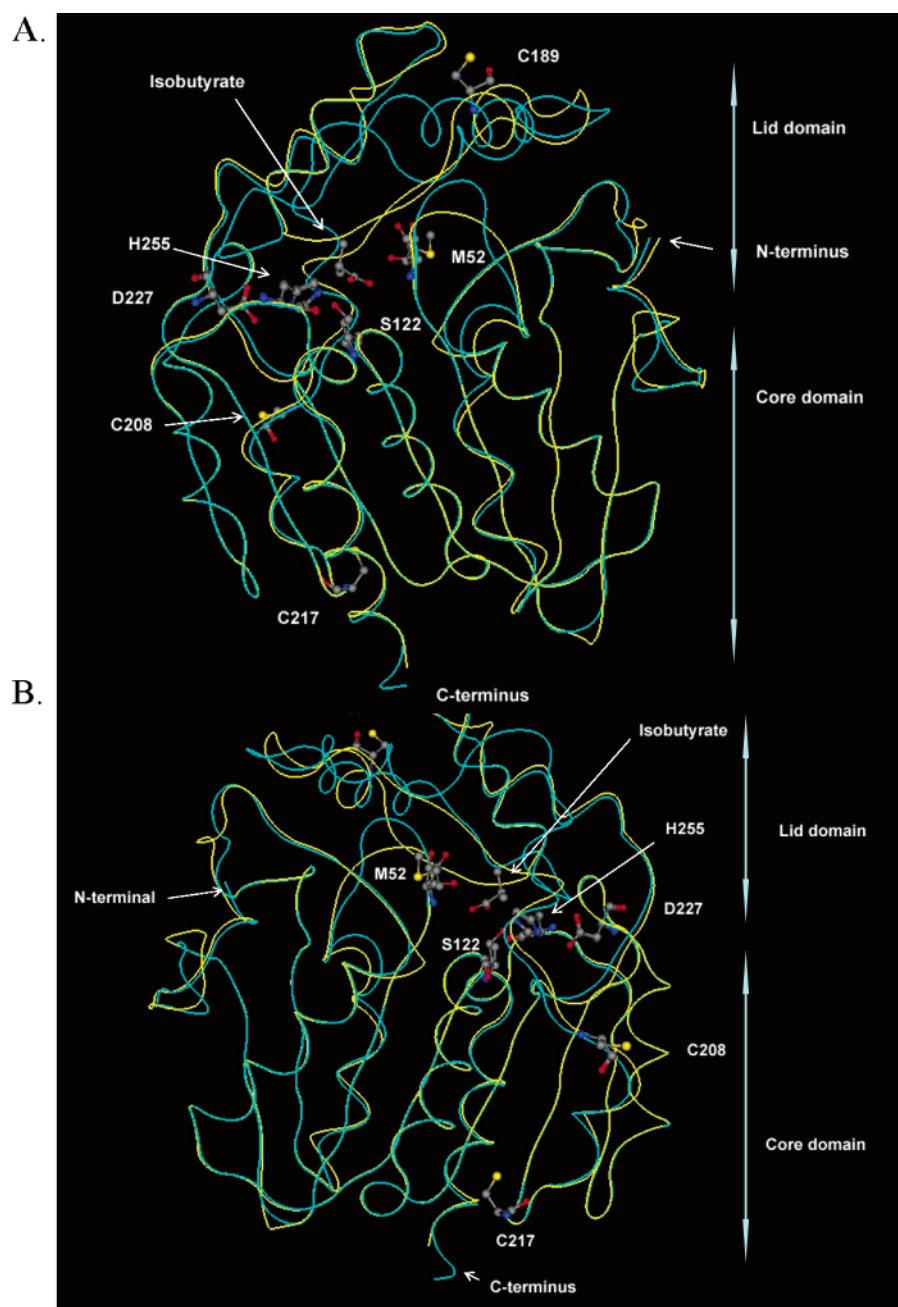 A.
C189
Isobutyrate
Lid domain
H255
M52
N-terminus
D227
S122
Core domain
C208
C217
C-terminus
B.
Isobutyrate
H255
Lid domain
M52
N-terminal
D227
S122
C208
Core domain
C217
C-terminus